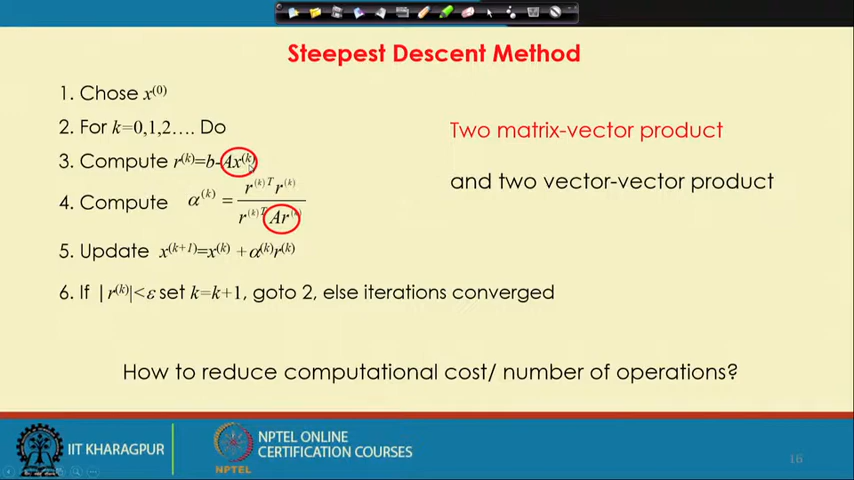 Steepest Descent Method
1. Chose x^(0)
2. For k=0,1,2…. Do
3. Compute r^(k)=b-Ax^(k)
4. Compute α^(k) = r^(k)T r^(k) / r^(k)T Ar^(k)
5. Update x^(k+1)=x^(k) +α^(k)r^(k)
6. If |r^(k)|<ε set k=k+1, goto 2, else iterations converged
Two matrix-vector product
and two vector-vector product
How to reduce computational cost/ number of operations?
IIT KHARAGPUR
NPTEL
NPTEL ONLINE
CERTIFICATION COURSES
16